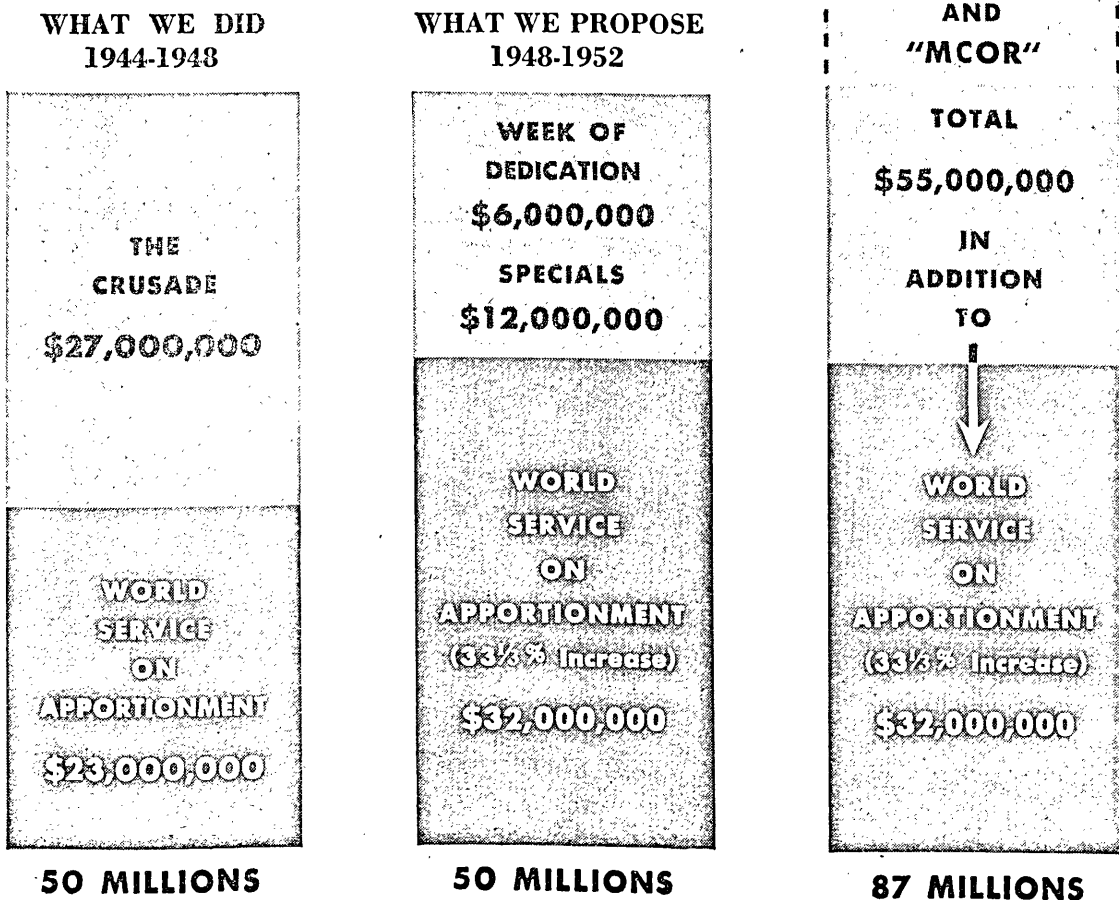 WHAT WE DID
1944-1948
THE
CRUSADE
$27,000,000
WORLD
SERVICE
ON
APPORTIONMENT
$23,000,000
50 MILLIONS
WHAT WE PROPOSE
1948-1952
WEEK OF
DEDICATION
$6,000,000
SPECIALS
$12,000,000
WORLD
SERVICE
ON
APPORTIONMENT
(33⅓% Increase)
$32,000,000
50 MILLIONS
AND
"MCOR"
TOTAL
$55,000,000
IN
ADDITION
TO
WORLD
SERVICE
ON
APPORTIONMENT
(33⅓% Increase)
$32,000,000
87 MILLIONS